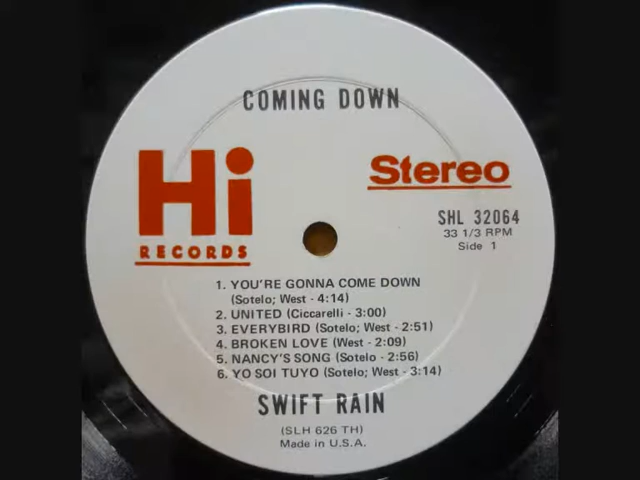 COMING DOWN
Hi
RECORDS
Stereo
SHL 32064
33 1/3 RPM
Side 1
1. YOU'RE GONNA COME DOWN
(Sotelo; West - 4:14)
2. UNITED (Ciccarelli - 3:00)
3. EVERYBIRD (Sotelo; West - 2:51)
4. BROKEN LOVE (West - 2:09)
5. NANCY'S SONG (Sotelo - 2:56)
6. YO SOI TUYO (Sotelo; West - 3:14)
SWIFT RAIN
(SLH 626 TH)
Made in U.S.A.